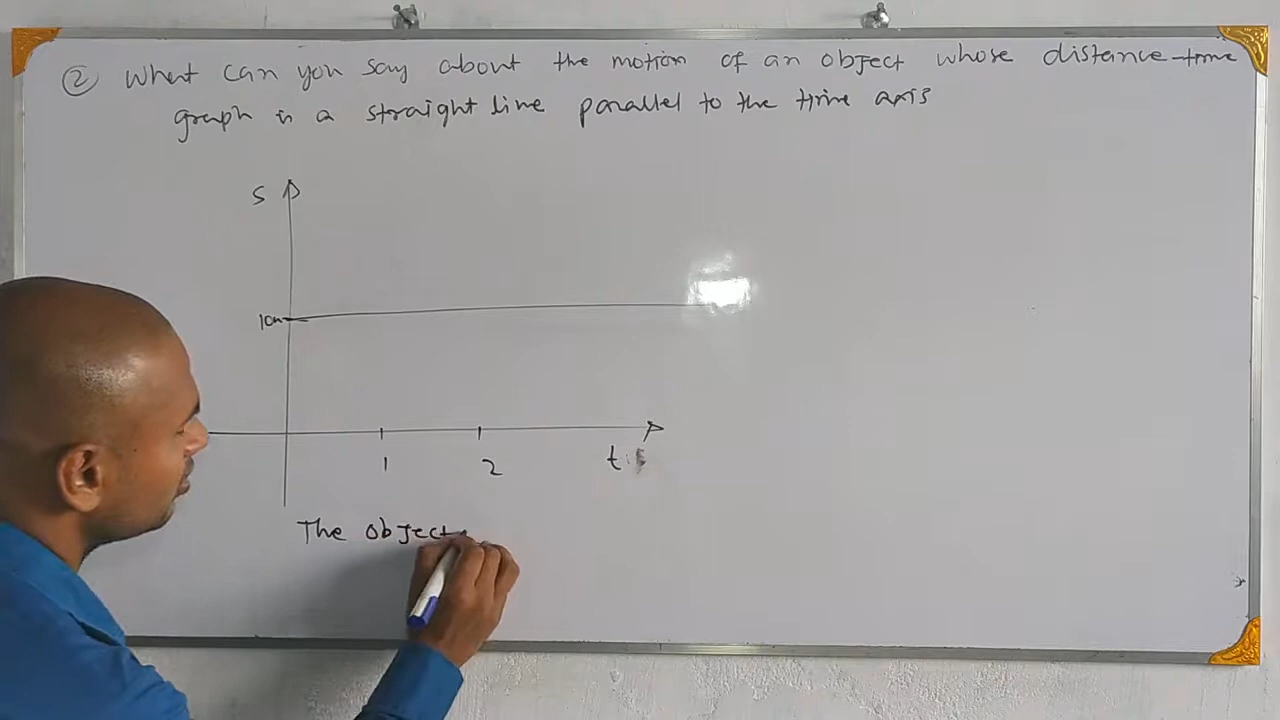 ② What can you say about the motion of an object whose distance-time
graph is a straight line parallel to the time axis
S
10m
1
2
t
The object